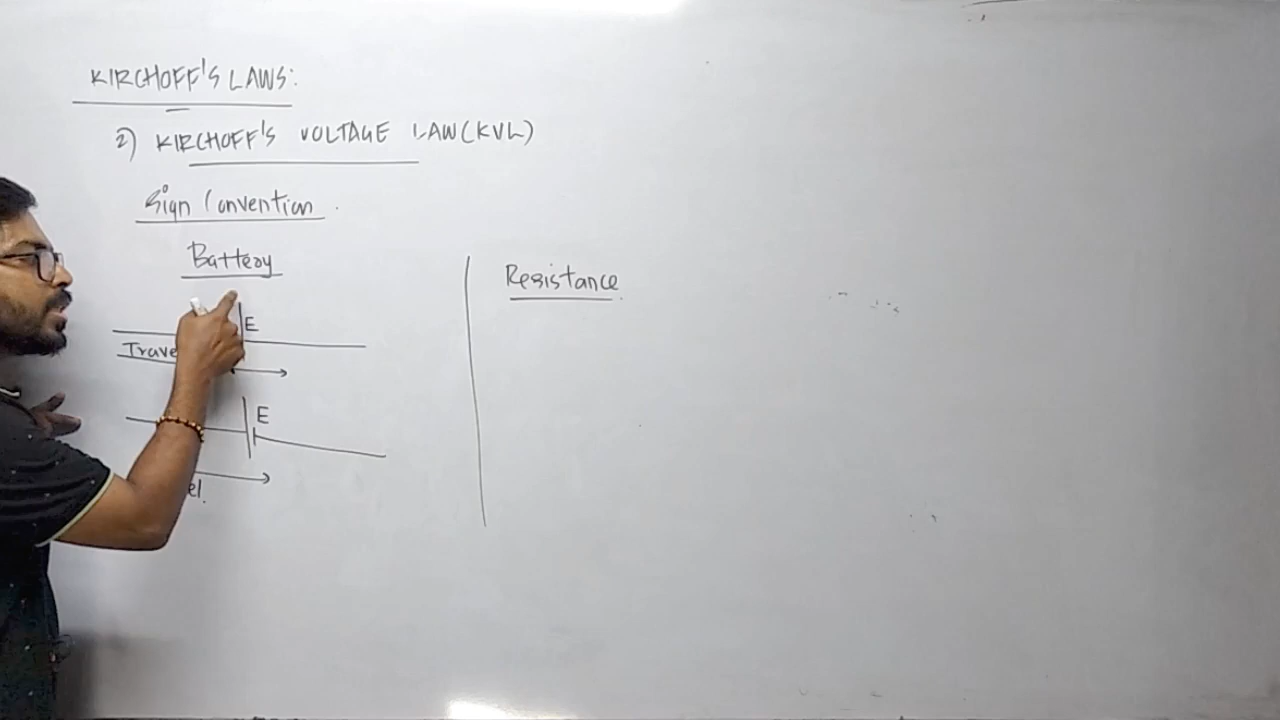 KIRCHOFF'S LAWS:
2) KIRCHOFF'S VOLTAGE LAW (KVL)
Sign Convention
Battery
Resistance
E
E